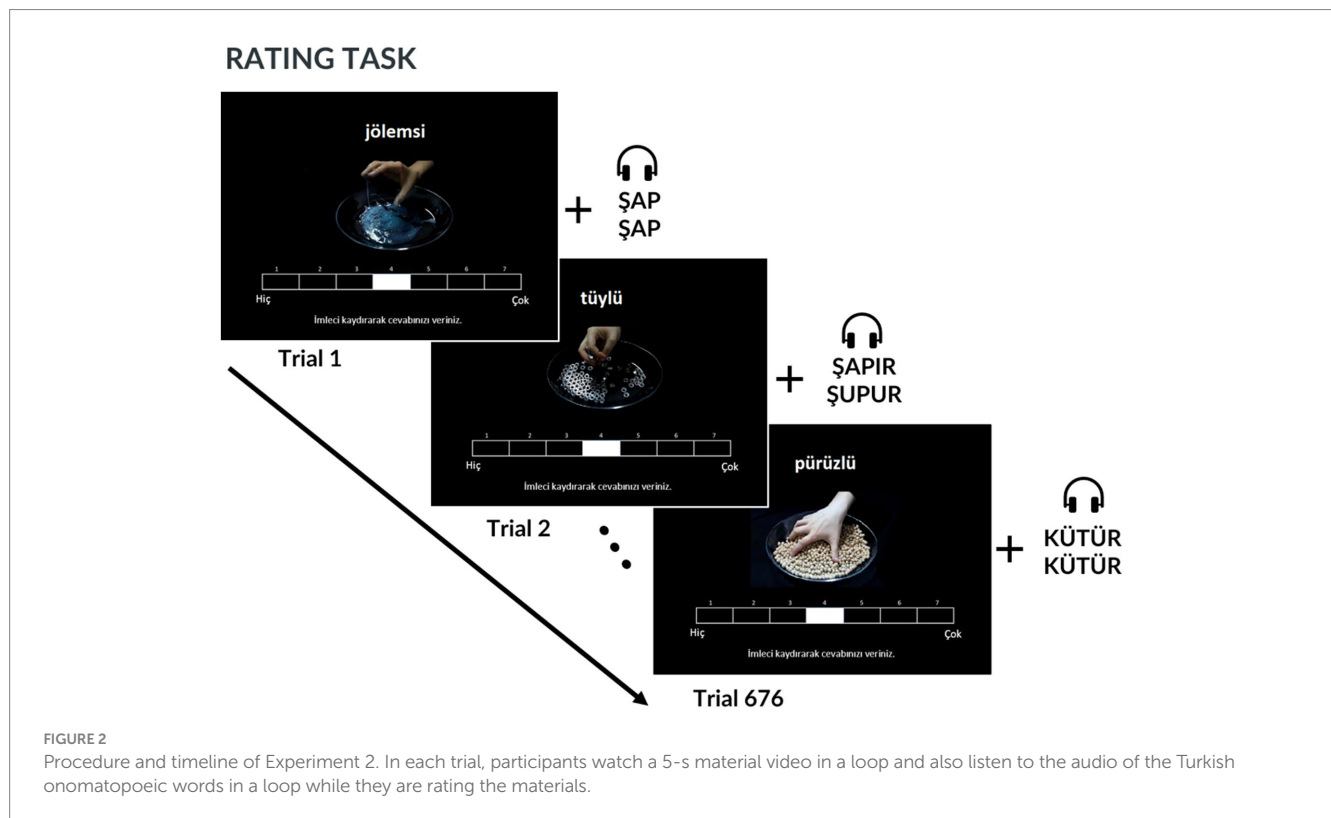 RATING TASK
jölemsi
1 2 3 4 5 6 7
Hiç Çok
İmleci kaydırarak cevabınızı veriniz.
Trial 1
+
ŞAP
ŞAP
tüylü
1 2 3 4 5 6 7
Hiç Çok
İmleci kaydırarak cevabınızı veriniz.
Trial 2
+
ŞAPIR
ŞUPUR
pürüzlü
1 2 3 4 5 6 7
Hiç Çok
İmleci kaydırarak cevabınızı veriniz.
Trial 676
+
KÜTÜR
KÜTÜR
FIGURE 2
Procedure and timeline of Experiment 2. In each trial, participants watch a 5-s material video in a loop and also listen to the audio of the Turkish
onomatopoeic words in a loop while they are rating the materials.